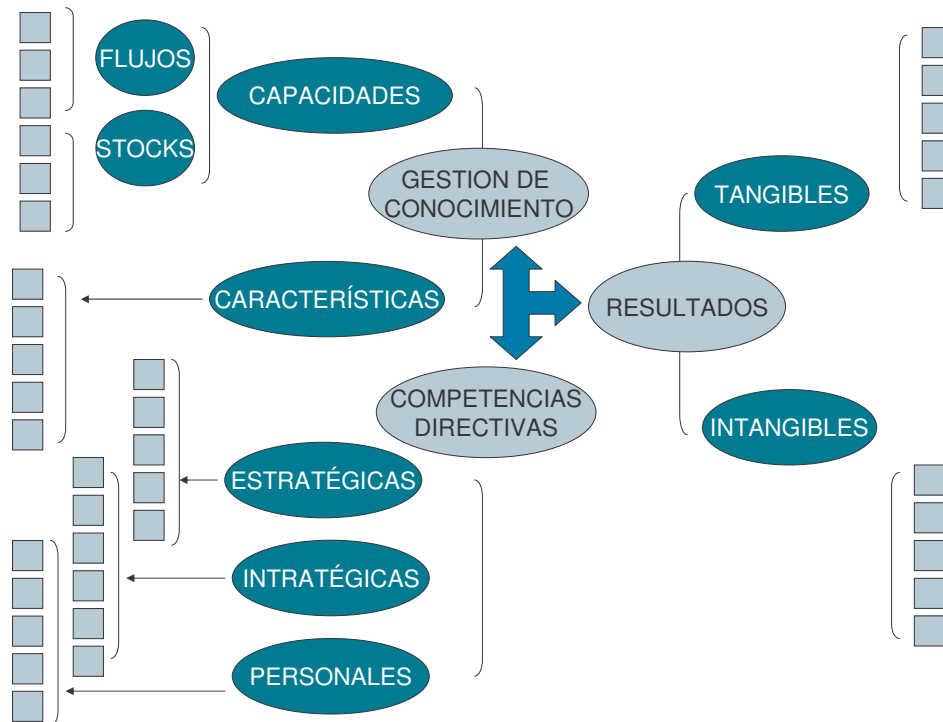 FLUJOS
CAPACIDADES
STOCKS
GESTION DE
CONOCIMIENTO
TANGIBLES
CARACTERÍSTICAS
RESULTADOS
COMPETENCIAS
DIRECTIVAS
INTANGIBLES
ESTRATÉGICAS
INTRATÉGICAS
PERSONALES